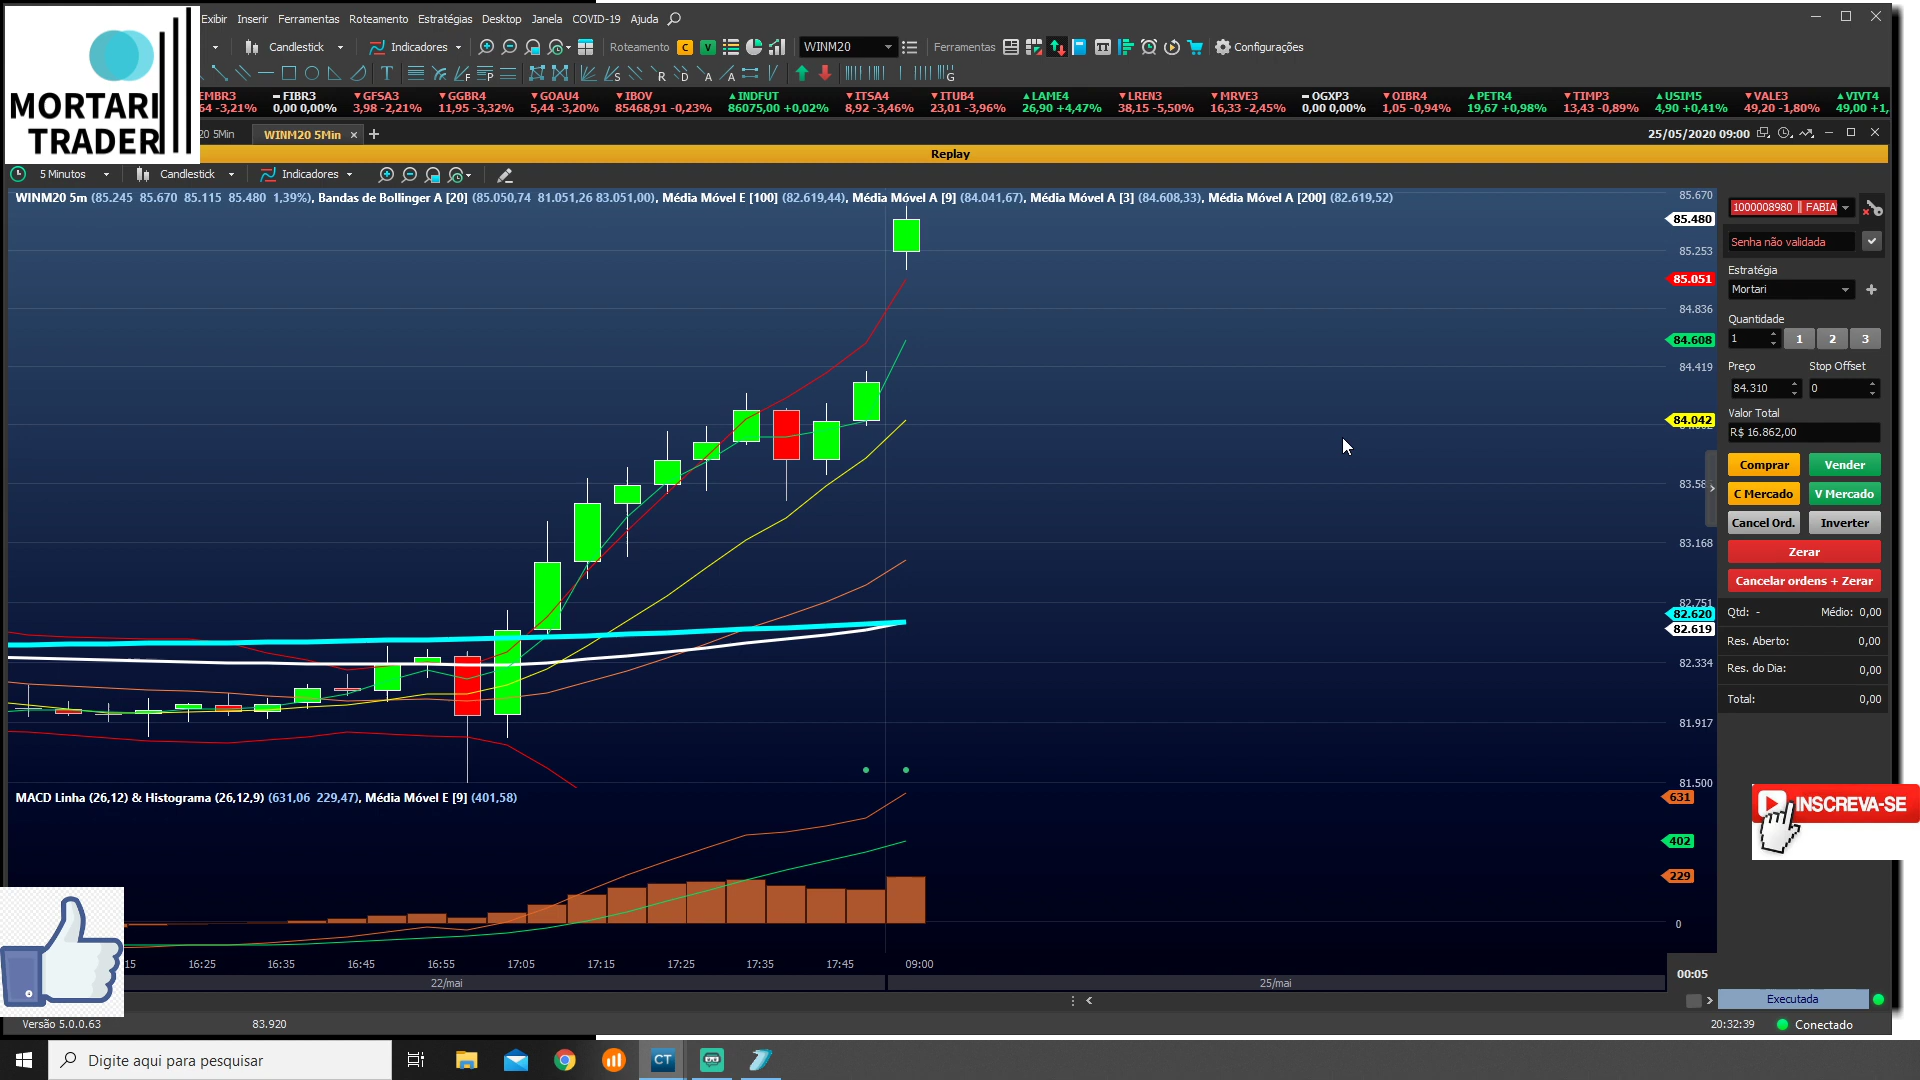 MORTARI
TRADER
Exibir Inserir Ferramentas Roteamento Estratégias Desktop Janela COVID-19 Ajuda
Candlestick Indicadores Roteamento C V WINM20 Ferramentas Configurações
EMBR3 FIBR3 GFSA3 GGBR4 GOAU4 IBOV INDFUT ITSA4 ITUB4 LAME4 LREN3 MRVE3 OGXP3 OIBR4 PETR4 TIMP3 USIM5 VALE3 VIVT4
64 -3,21% 0,00 0,00% 3,98 -2,21% 11,95 -3,32% 5,44 -3,20% 85468,91 -0,23% 86075,00 +0,02% 8,92 -3,46% 23,01 -3,96% 26,90 +4,47% 38,15 -5,50% 16,33 -2,45% 0,00 0,00% 1,05 -0,94% 19,67 +0,98% 13,43 -0,89% 4,90 +0,41% 49,20 -1,80% 49,00 +1,
20 5Min WINM20 5Min 25/05/2020 09:00
Replay
5 Minutos Candlestick Indicadores
WINM20 5m (85.245 85.670 85.115 85.480 1,39%), Bandas de Bollinger A [20] (85.050,74 81.051,26 83.051,00), Média Móvel E [100] (82.619,44), Média Móvel A [9] (84.041,67), Média Móvel A [3] (84.608,33), Média Móvel A [200] (82.619,52)
85.670
85.480
85.253
85.051
84.836
84.608
84.419
84.042
83.58
83.168
82.751
82.620
82.619
82.334
81.917
81.500
1000008980 || FABIA
Senha não validada
Estratégia
Mortari
Quantidade
1 1 2 3
Preço Stop Offset
84.310 0
Valor Total
R$ 16.862,00
Comprar Vender
C Mercado V Mercado
Cancel Ord. Inverter
Zerar
Cancelar ordens + Zerar
Qtd: - Médio: 0,00
Res. Aberto: 0,00
Res. do Dia: 0,00
Total: 0,00
MACD Linha (26,12) & Histograma (26,12,9) (631,06 229,47), Média Móvel E [9] (401,58)
631
402
229
0
INSCREVA-SE
15 16:25 16:35 16:45 16:55 17:05 17:15 17:25 17:35 17:45 09:00
22/mai 25/mai
00:05
Executada
Versão 5.0.0.63 83.920 20:32:39 Conectado
Digite aqui para pesquisar CT